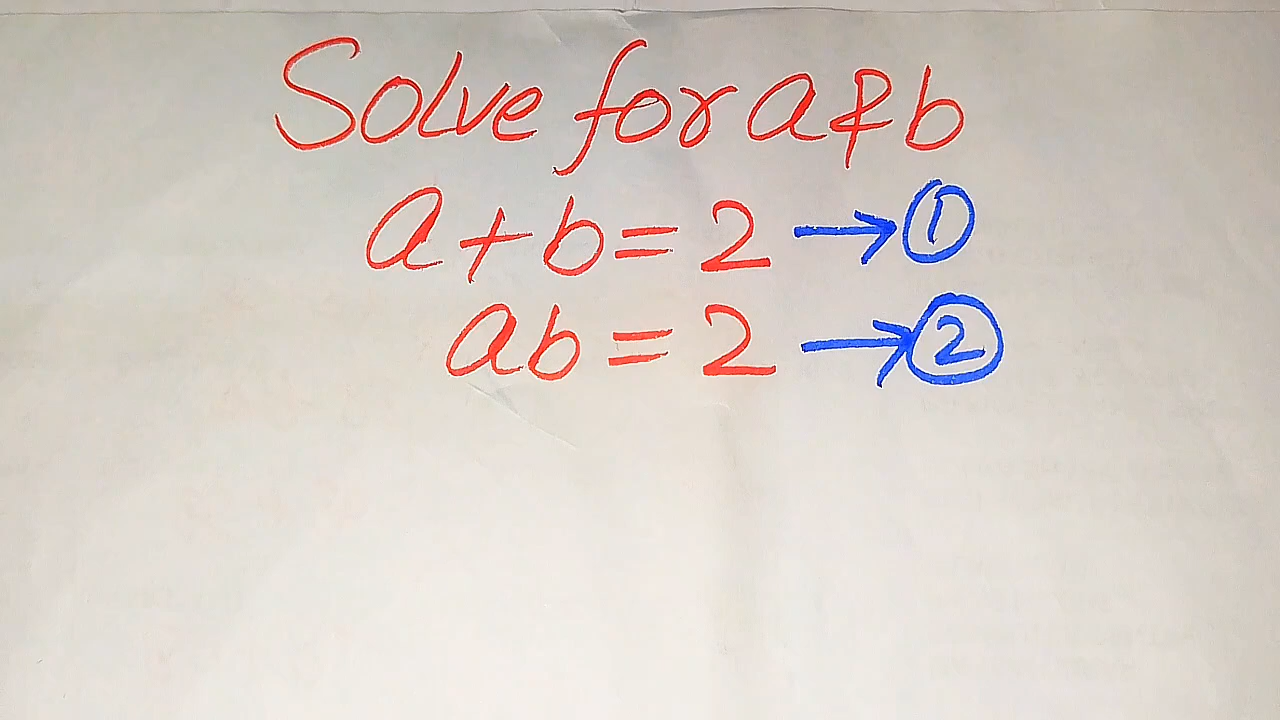 Solve for a & b
a + b = 2 → ①
ab = 2 → ②